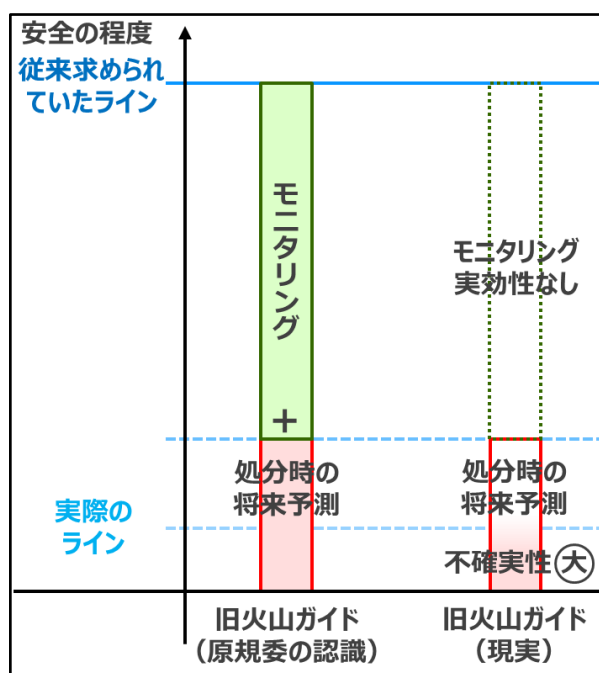 安全の程度
従来求められ
ていたライン
モニタリング
＋
モニタリング
実効性なし
処分時の
将来予測
処分時の
将来予測
実際の
ライン
不確実性大
旧火山ガイド
（原規委の認識）
旧火山ガイド
（現実）